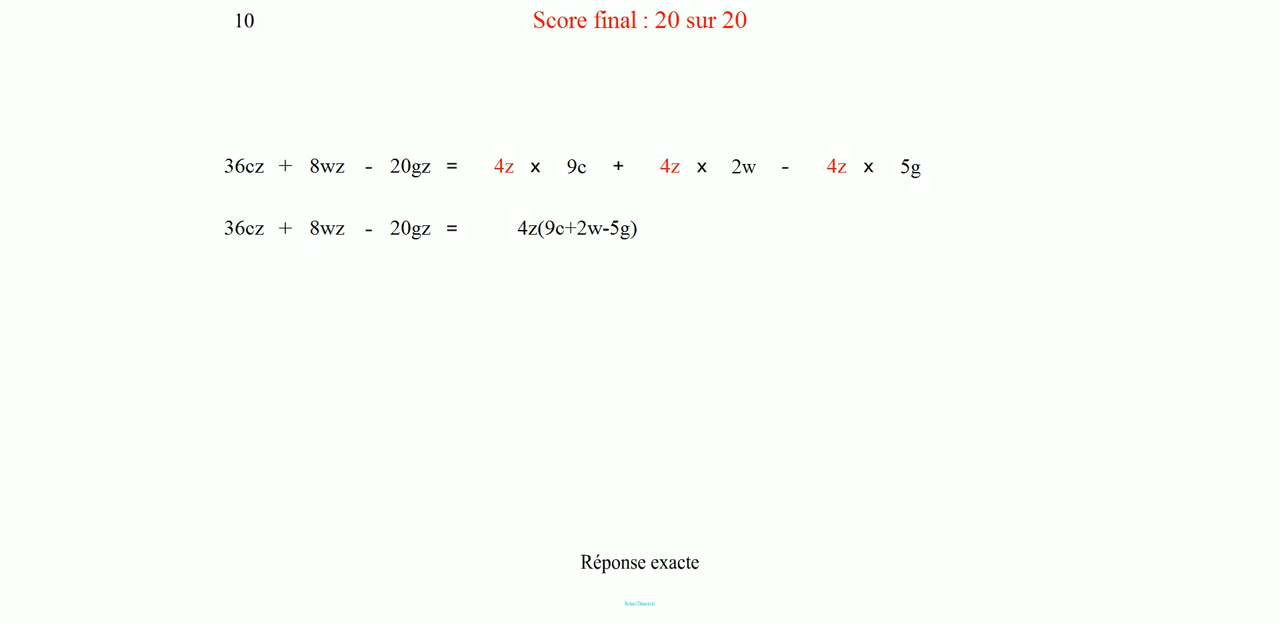 10 Score final : 20 sur 20
36cz + 8wz - 20gz = 4z x 9c + 4z x 2w - 4z x 5g
36cz + 8wz - 20gz = 4z(9c+2w-5g)
Réponse exacte